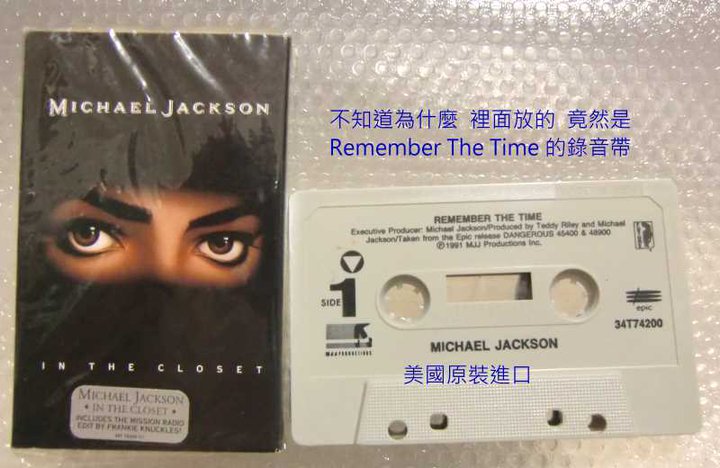 MICHAEL JACKSON
IN THE CLOSET
MICHAEL JACKSON
• IN THE CLOSET •
INCLUDES THE MISSION RADIO
EDIT BY FRANKIE KNUCKLES!
不知道為什麼 裡面放的 竟然是
Remember The Time 的錄音帶
REMEMBER THE TIME
Executive Producer: Michael Jackson/Produced by Teddy Riley and Michael
Jackson/Taken from the Epic release DANGEROUS 45400 & 48900
℗1991 MJJ Productions Inc.
SIDE 1
MJJ PRODUCTIONS
epic
34T74200
MICHAEL JACKSON
美國原裝進口